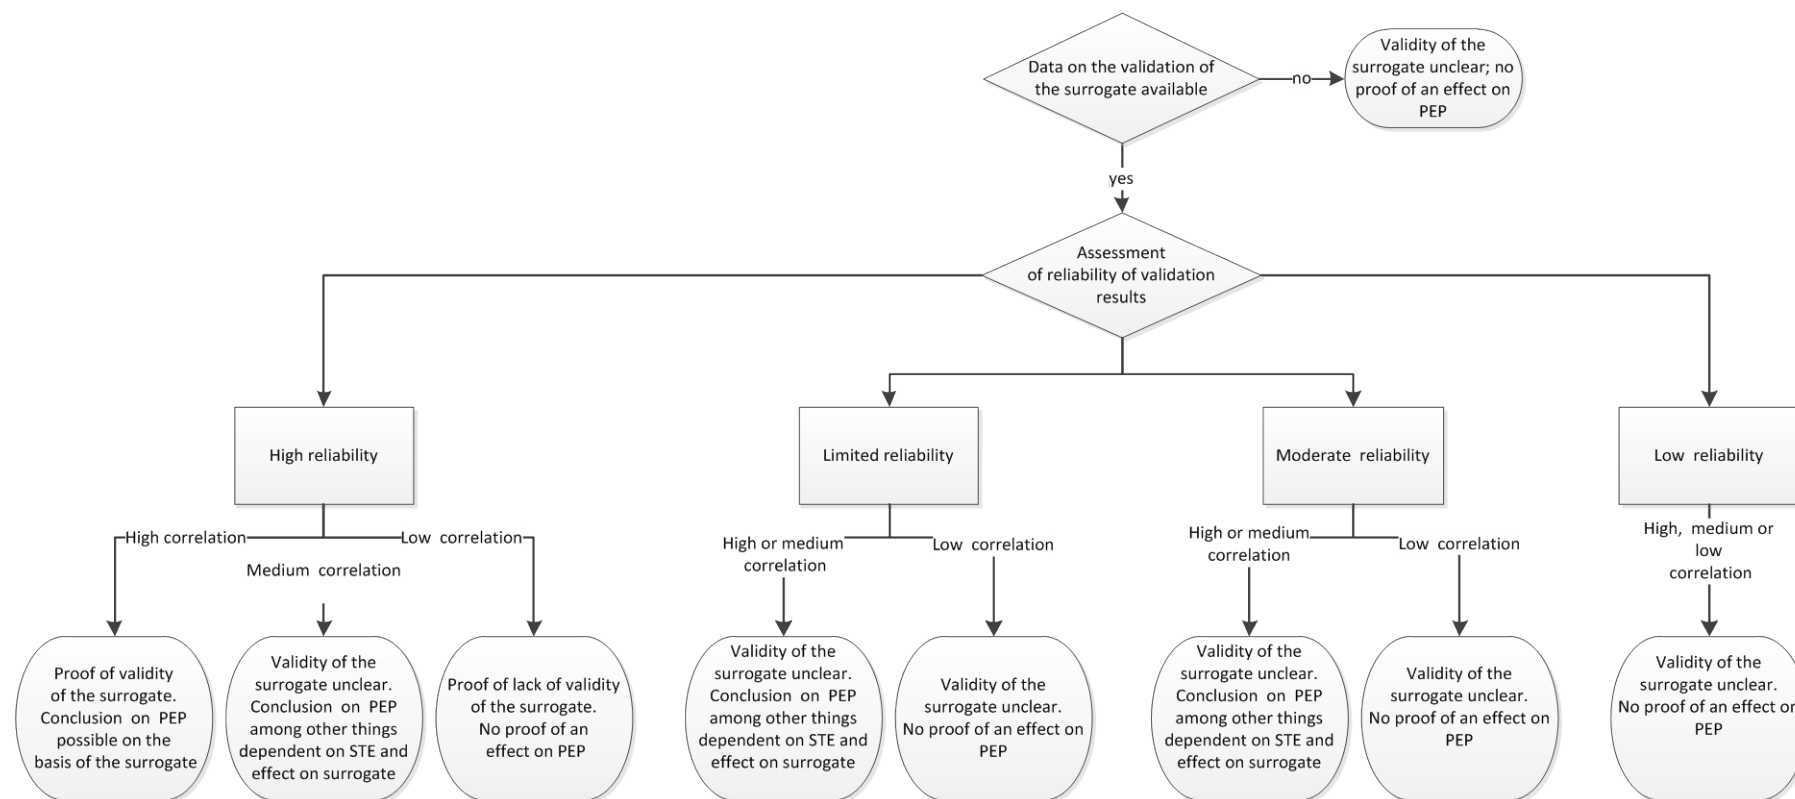 Data on the validation of
the surrogate available
no
Validity of the
surrogate unclear; no
proof of an effect on
PEP
yes
Assessment
of reliability of validation
results
High reliability
Limited reliability
Moderate reliability
Low reliability
High correlation
Medium correlation
Low correlation
High or medium
correlation
Low correlation
High or medium
correlation
Low correlation
High, medium or
low
correlation
Proof of validity
of the surrogate.
Conclusion on PEP
possible on the
basis of the surrogate
Validity of the
surrogate unclear.
Conclusion on PEP
among other things
dependent on STE and
effect on surrogate
Proof of lack of validity
of the surrogate.
No proof of an
effect on PEP
Validity of the
surrogate unclear.
Conclusion on PEP
among other things
dependent on STE and
effect on surrogate
Validity of the
surrogate unclear.
No proof of an effect on
PEP
Validity of the
surrogate unclear.
Conclusion on PEP
among other things
dependent on STE and
effect on surrogate
Validity of the
surrogate unclear.
No proof of an effect on
PEP
Validity of the
surrogate unclear.
No proof of an effect on
PEP